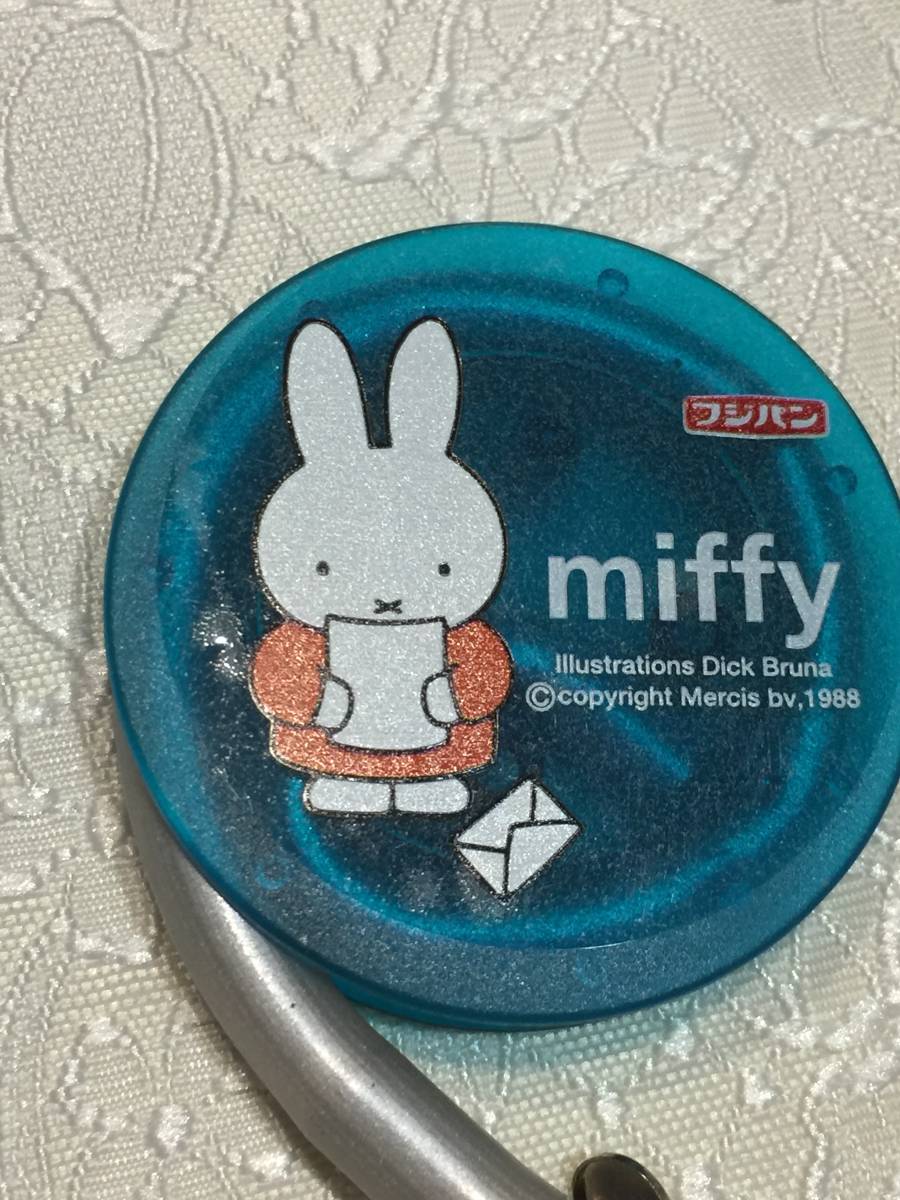 フジパン
miffy
Illustrations Dick Bruna
©copyright Mercis bv,1988